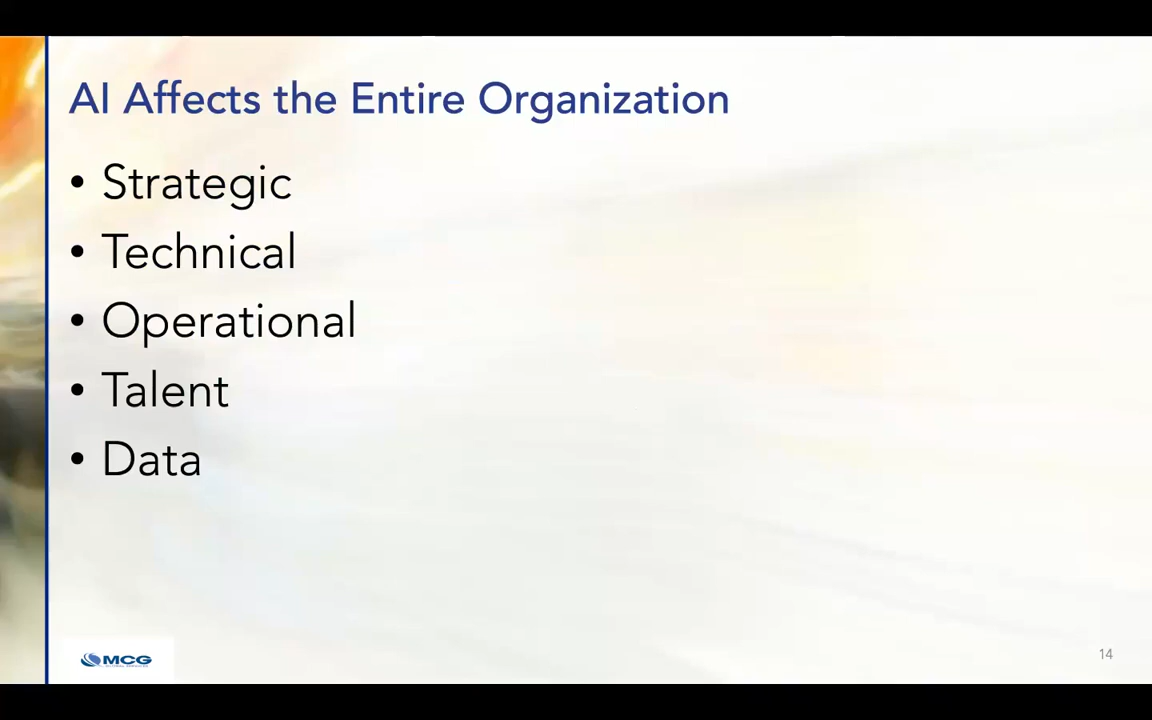 AI Affects the Entire Organization
• Strategic
• Technical
• Operational
• Talent
• Data
MCG
14